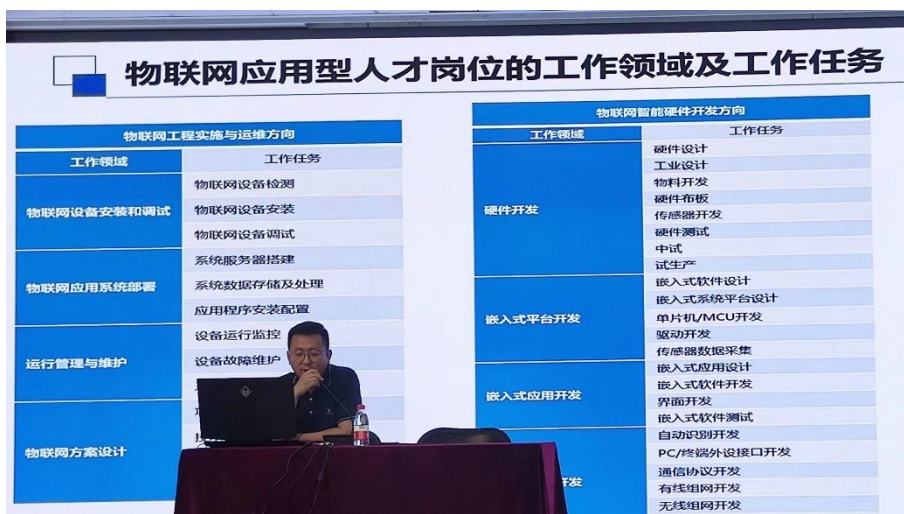 物联网应用型人才岗位的工作领域及工作任务
物联网工程实施与运维方向
工作领域 工作任务
物联网设备安装和调试
物联网设备检测
物联网设备安装
物联网设备调试
物联网应用系统部署
系统服务器搭建
系统数据存储及处理
应用程序安装配置
运行管理与维护
设备运行监控
设备故障维护
物联网方案设计
物联网智能硬件开发方向
工作领域 工作任务
硬件开发
硬件设计
工业设计
物料开发
硬件布板
传感器开发
硬件测试
中试
试生产
嵌入式平台开发
嵌入式软件设计
嵌入式系统平台设计
单片机/MCU开发
驱动开发
传感器数据采集
嵌入式应用开发
嵌入式应用设计
嵌入式软件开发
界面开发
嵌入式软件测试
开发
自动识别开发
PC/终端外设接口开发
通信协议开发
有线组网开发
无线组网开发